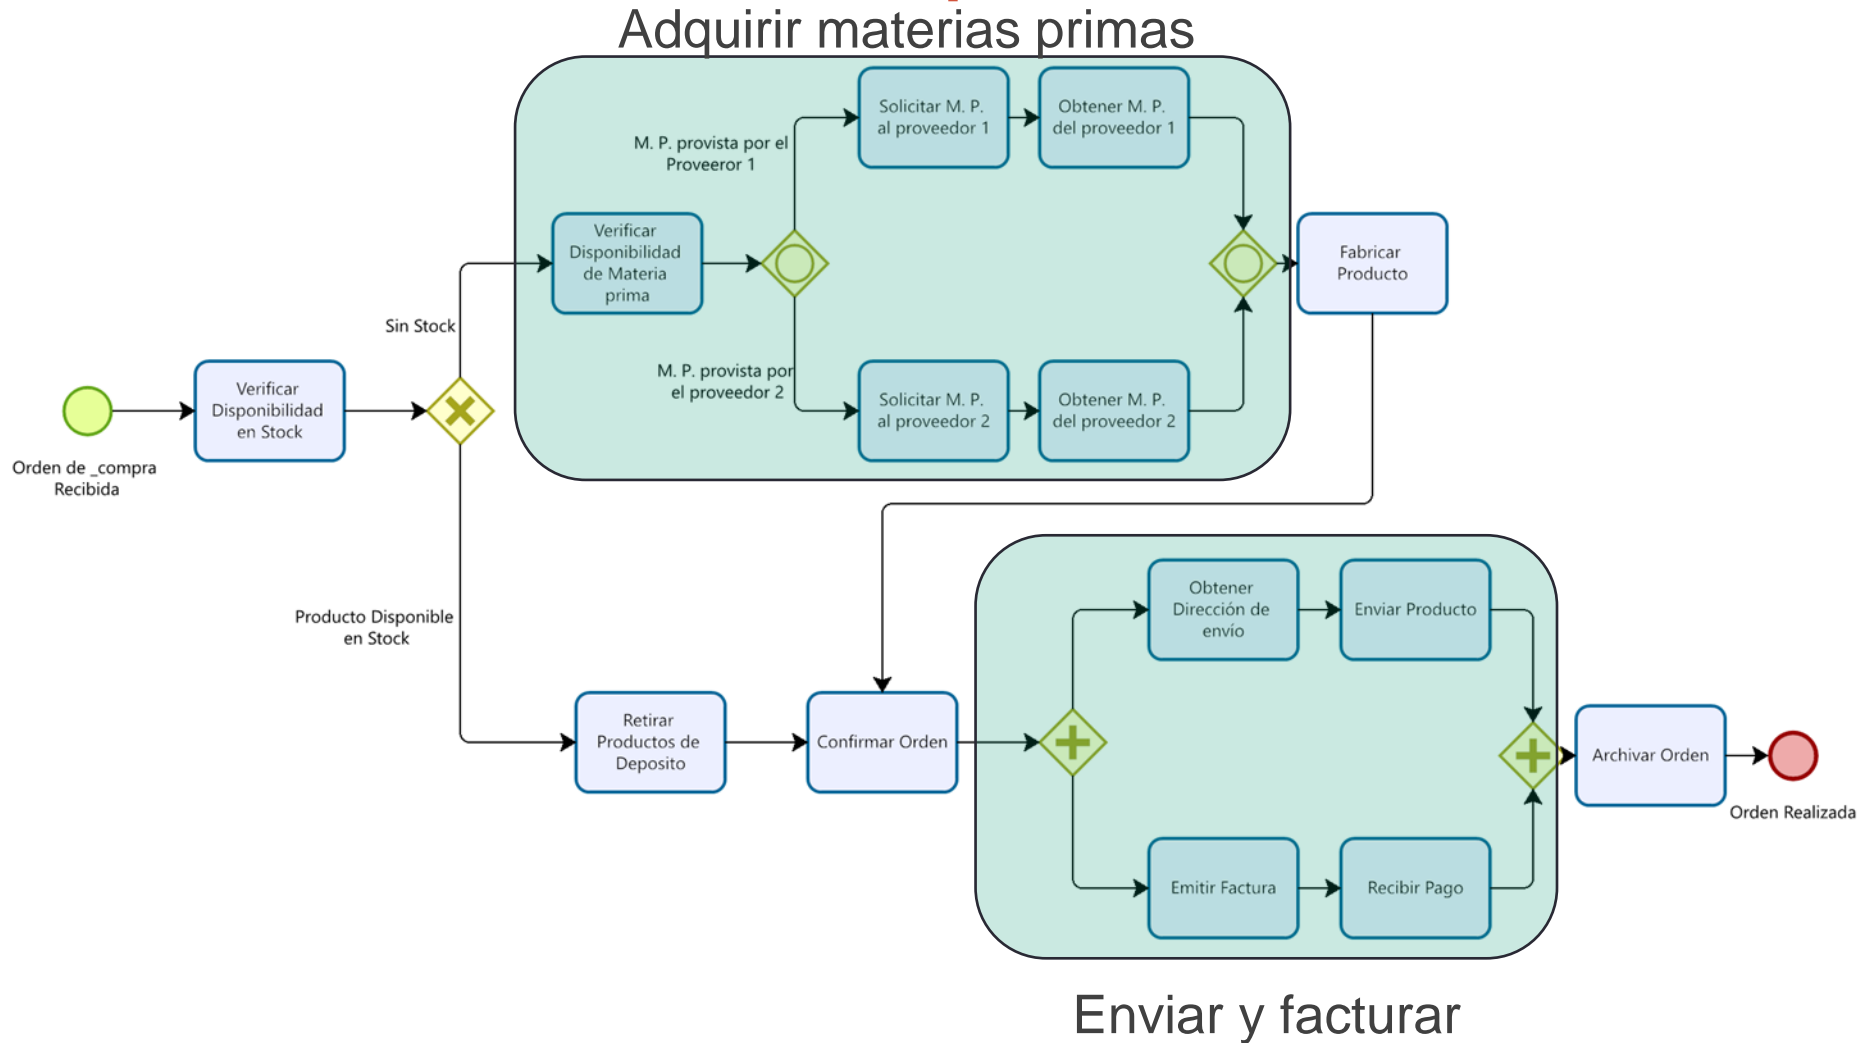 Adquirir materias primas
Solicitar M. P.
al proveedor 1
Obtener M. P.
del proveedor 1
M. P. provista por el
Proveeror 1
Verificar
Disponibilidad
de Materia
prima
Fabricar
Producto
Sin Stock
M. P. provista por
el proveedor 2
Solicitar M. P.
al proveedor 2
Obtener M. P.
del proveedor 2
Verificar
Disponibilidad
en Stock
Orden de _compra
Recibida
Producto Disponible
en Stock
Obtener
Dirección de
envío
Enviar Producto
Retirar
Productos de
Deposito
Confirmar Orden
Archivar Orden
Orden Realizada
Emitir Factura
Recibir Pago
Enviar y facturar